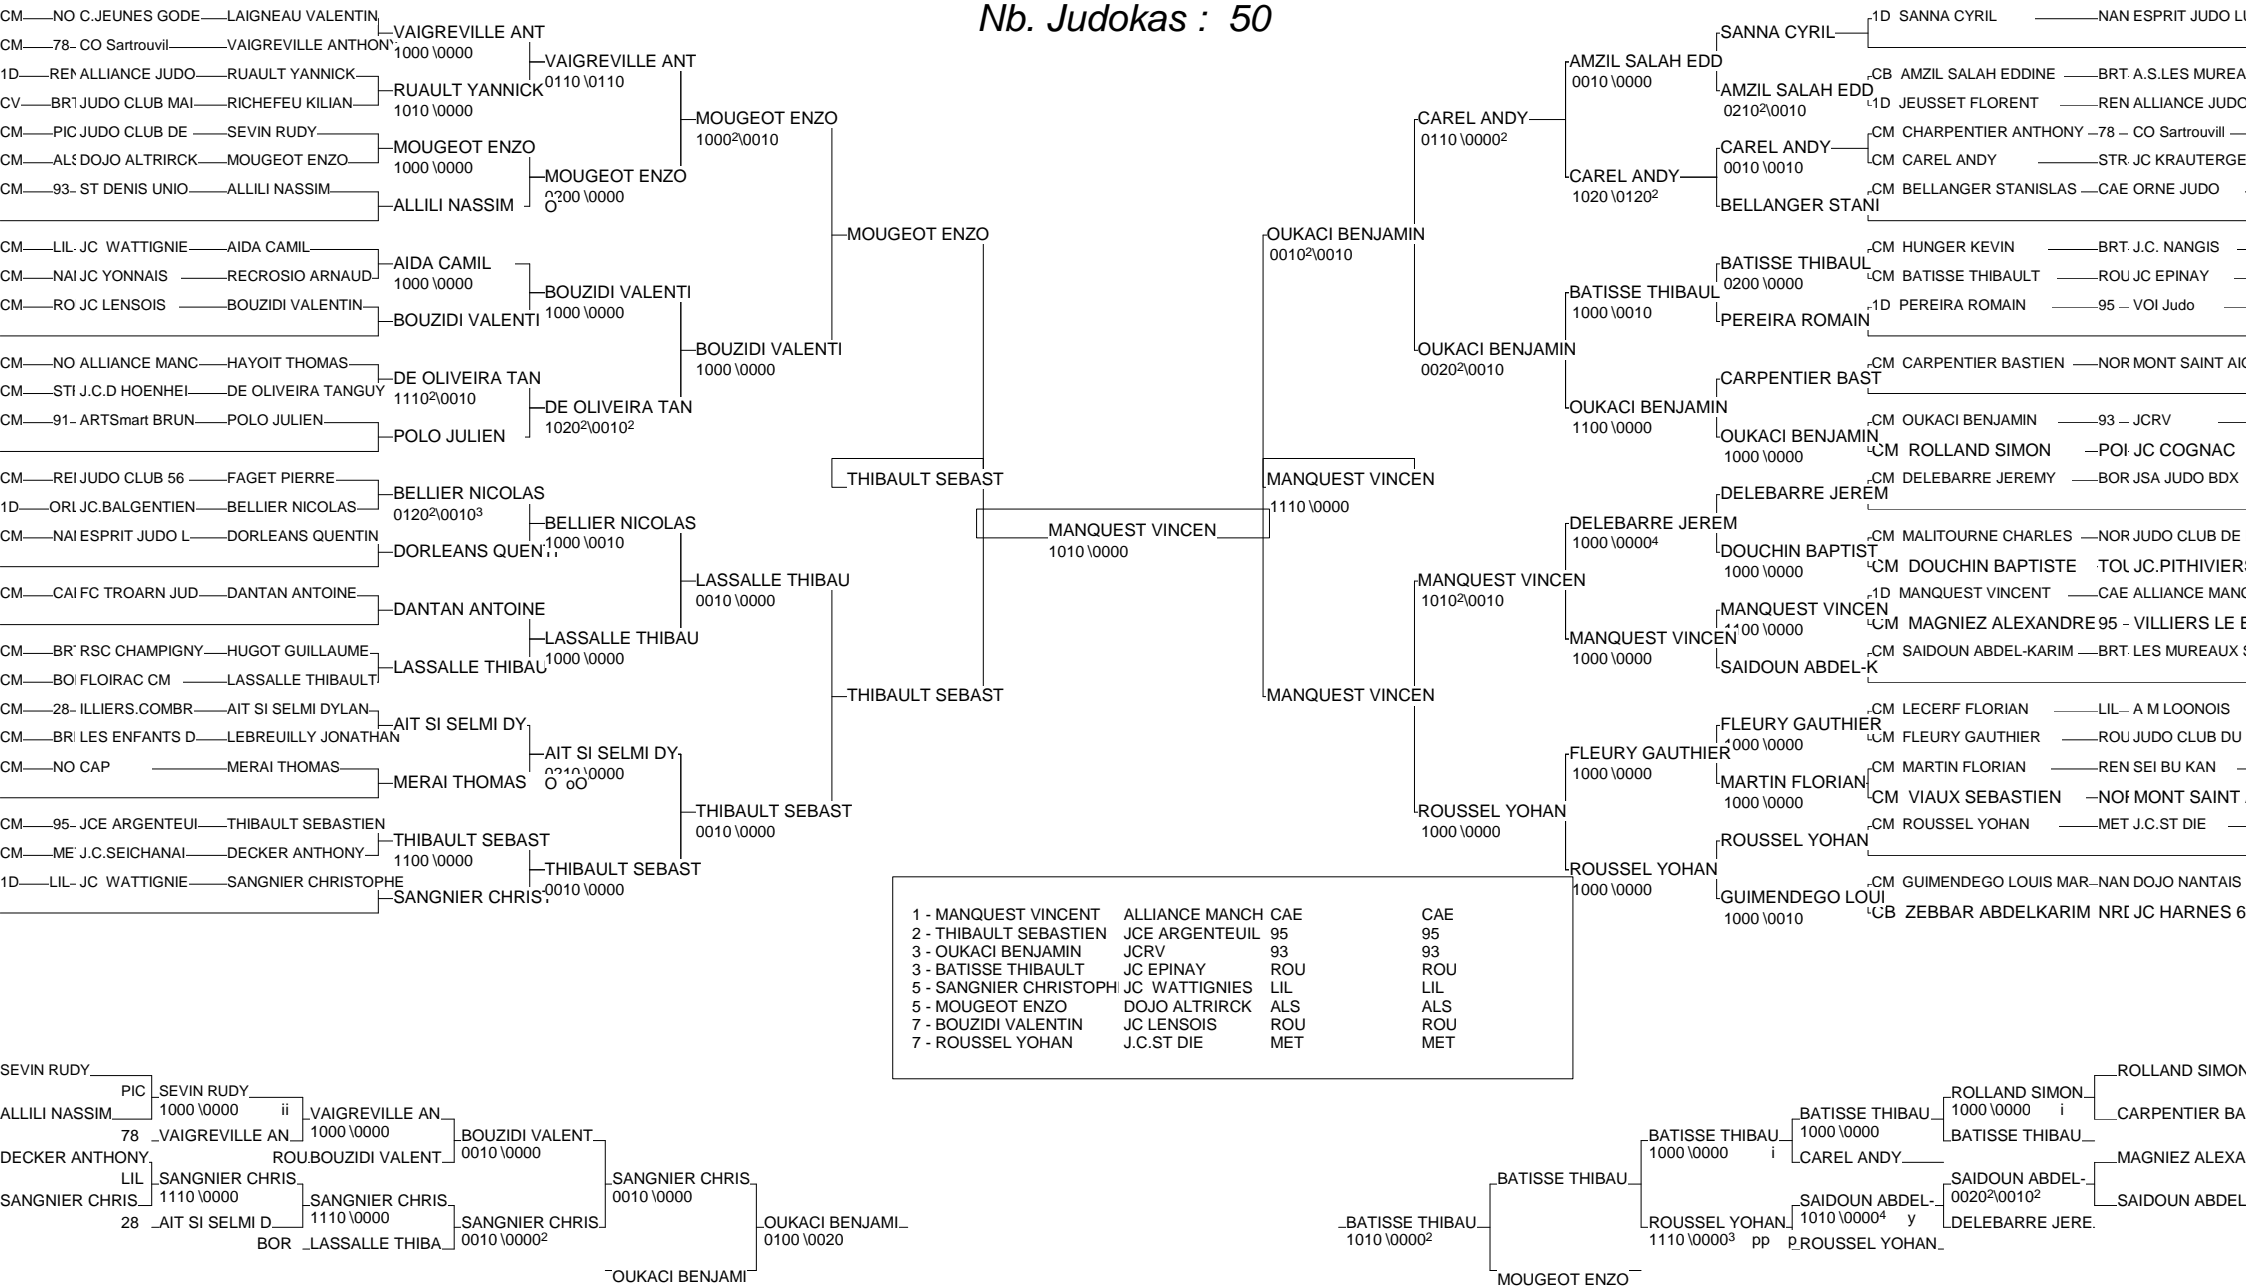 Nb. Judokas : 50
CM NO C.JEUNES GODE LAIGNEAU VALENTIN
CM 78 CO Sartrouvil VAIGREVILLE ANTHONY
1D REN ALLIANCE JUDO RUAULT YANNICK
CV BRT JUDO CLUB MAI RICHEFEU KILIAN
CM PIC JUDO CLUB DE SEVIN RUDY
CM ALS DOJO ALTRIRCK MOUGEOT ENZO
CM 93 ST DENIS UNIO ALLILI NASSIM
CM LIL JC WATTIGNIE AIDA CAMIL
CM NAI JC YONNAIS RECROSIO ARNAUD
CM RO JC LENSOIS BOUZIDI VALENTIN
CM NO ALLIANCE MANC HAYOIT THOMAS
CM STI J.C.D HOENHEI DE OLIVEIRA TANGUY
CM 91 ARTSmart BRUN POLO JULIEN
CM REI JUDO CLUB 56 FAGET PIERRE
1D ORL JC.BALGENTIEN BELLIER NICOLAS
CM NAI ESPRIT JUDO L DORLEANS QUENTIN
CM CAI FC TROARN JUD DANTAN ANTOINE
CM BRT RSC CHAMPIGNY HUGOT GUILLAUME
CM BO FLOIRAC CM LASSALLE THIBAULT
CM 28 ILLIERS.COMBR AIT SI SELMI DYLAN
CM BRI LES ENFANTS D LEBREUILLY JONATHAN
CM NO CAP MERAI THOMAS
CM 95 JCE ARGENTEUI THIBAULT SEBASTIEN
CM ME J.C.SEICHANAI DECKER ANTHONY
1D LIL JC WATTIGNIE SANGNIER CHRISTOPHE
VAIGREVILLE ANT
1000 \0000
RUAULT YANNICK
1010 \0000
MOUGEOT ENZO
1000 \0000
ALLILI NASSIM
AIDA CAMIL
1000 \0000
BOUZIDI VALENTI
DE OLIVEIRA TAN
1110²\0010
POLO JULIEN
BELLIER NICOLAS
0120²\0010³
DORLEANS QUENTI
DANTAN ANTOINE
LASSALLE THIBAU
AIT SI SELMI DY
MERAI THOMAS
THIBAULT SEBAST
1100 \0000
SANGNIER CHRIS
VAIGREVILLE ANT
0110 \0110
MOUGEOT ENZO
0200 \0000
O
BOUZIDI VALENTI
1000 \0000
DE OLIVEIRA TAN
1020²\0010²
BELLIER NICOLAS
1000 \0010
LASSALLE THIBAU
1000 \0000
AIT SI SELMI DY
0210 \0000
O oO
THIBAULT SEBAST
0010 \0000
MOUGEOT ENZO
1000²\0010
BOUZIDI VALENTI
1000 \0000
LASSALLE THIBAU
0010 \0000
THIBAULT SEBAST
0010 \0000
MOUGEOT ENZO
THIBAULT SEBAST
THIBAULT SEBAST
MANQUEST VINCEN
1010 \0000
OUKACI BENJAMIN
0010²\0010
MANQUEST VINCEN
1110 \0000
MANQUEST VINCEN
CAREL ANDY
0110 \0000²
OUKACI BENJAMIN
0020²\0010
MANQUEST VINCEN
1010²\0010
ROUSSEL YOHAN
1000 \0000
AMZIL SALAH EDD
0010 \0000
CAREL ANDY
1020 \0120²
BATISSE THIBAUL
1000 \0010
OUKACI BENJAMIN
1100 \0000
DELEBARRE JEREM
1000 \0000⁴
MANQUEST VINCEN
1000 \0000
FLEURY GAUTHIER
1000 \0000
ROUSSEL YOHAN
1000 \0000
SANNA CYRIL
AMZIL SALAH EDD
0210²\0010
CAREL ANDY
0010 \0010
BELLANGER STANI
BATISSE THIBAUL
0200 \0000
PEREIRA ROMAIN
CARPENTIER BAST
OUKACI BENJAMIN
1000 \0000
DELEBARRE JEREM
DOUCHIN BAPTIST
1000 \0000
MANQUEST VINCEN
1100 \0000
SAIDOUN ABDEL-K
FLEURY GAUTHIER
1000 \0000
MARTIN FLORIAN
1000 \0000
ROUSSEL YOHAN
GUIMENDEGO LOUI
1000 \0010
1D SANNA CYRIL NAN ESPRIT JUDO LU
CB AMZIL SALAH EDDINE BRT A.S.LES MUREA
1D JEUSSET FLORENT REN ALLIANCE JUDO
CM CHARPENTIER ANTHONY 78 CO Sartrouvill
CM CAREL ANDY STR JC KRAUTERGE
CM BELLANGER STANISLAS CAE ORNE JUDO
CM HUNGER KEVIN BRT J.C. NANGIS
CM BATISSE THIBAULT ROU JC EPINAY
1D PEREIRA ROMAIN 95 VOI Judo
CM CARPENTIER BASTIEN NOR MONT SAINT AIG
CM OUKACI BENJAMIN 93 JCRV
CM ROLLAND SIMON POI JC COGNAC
CM DELEBARRE JEREMY BOR JSA JUDO BDX
CM MALITOURNE CHARLES NOR JUDO CLUB DE
CM DOUCHIN BAPTISTE TOU JC.PITHIVIERS
1D MANQUEST VINCENT CAE ALLIANCE MANC
CM MAGNIEZ ALEXANDRE 95 VILLIERS LE B
CM SAIDOUN ABDEL-KARIM BRT LES MUREAUX S
CM LECERF FLORIAN LIL A M LOONOIS
CM FLEURY GAUTHIER ROU JUDO CLUB DU
CM MARTIN FLORIAN REN SEI BU KAN
CM VIAUX SEBASTIEN NOR MONT SAINT
CM ROUSSEL YOHAN MET J.C.ST DIE
CM GUIMENDEGO LOUIS MAR NAN DOJO NANTAIS
CB ZEBBAR ABDELKARIM NRD JC HARNES 6
1 - MANQUEST VINCENT ALLIANCE MANCH CAE CAE
2 - THIBAULT SEBASTIEN JCE ARGENTEUIL 95 95
3 - OUKACI BENJAMIN JCRV 93 93
3 - BATISSE THIBAULT JC EPINAY ROU ROU
5 - SANGNIER CHRISTOPH JC WATTIGNIES LIL LIL
5 - MOUGEOT ENZO DOJO ALTRIRCK ALS ALS
7 - BOUZIDI VALENTIN JC LENSOIS ROU ROU
7 - ROUSSEL YOHAN J.C.ST DIE MET MET
SEVIN RUDY
ALLILI NASSIM
DECKER ANTHONY
SANGNIER CHRIS
PIC SEVIN RUDY
1000 \0000 ii
78 VAIGREVILLE AN
LIL SANGNIER CHRIS
1110 \0000
28 AIT SI SELMI D
VAIGREVILLE AN
1000 \0000
ROU BOUZIDI VALENT
SANGNIER CHRIS
1110 \0000
BOR LASSALLE THIBA
BOUZIDI VALENT
0010 \0000
SANGNIER CHRIS
0010 \0000²
SANGNIER CHRIS
0010 \0000
OUKACI BENJAMI
OUKACI BENJAMI
0100 \0020
BATISSE THIBAU
1010 \0000²
BATISSE THIBAU
MOUGEOT ENZO
BATISSE THIBAU
1000 \0000 i
ROUSSEL YOHAN
1110 \0000³ pp p
BATISSE THIBAU
1000 \0000
CAREL ANDY
SAIDOUN ABDEL-
1010 \0000⁴ y
ROUSSEL YOHAN
ROLLAND SIMON
1000 \0000 i
BATISSE THIBAU
SAIDOUN ABDEL-
0020²\0010²
DELEBARRE JERE
ROLLAND SIMON
CARPENTIER BA
MAGNIEZ ALEXA
SAIDOUN ABDEL